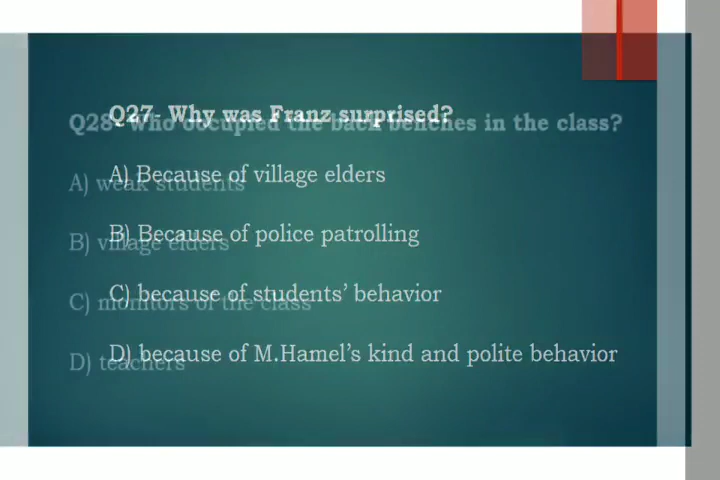 Q27- Why was Franz surprised?
Q28- Who occupied the back benches in the class?
A) Because of village elders
A) weak students
B) Because of police patrolling
B) village elders
C) because of students' behavior
C) monitors of the class
D) because of M.Hamel's kind and polite behavior
D) teachers